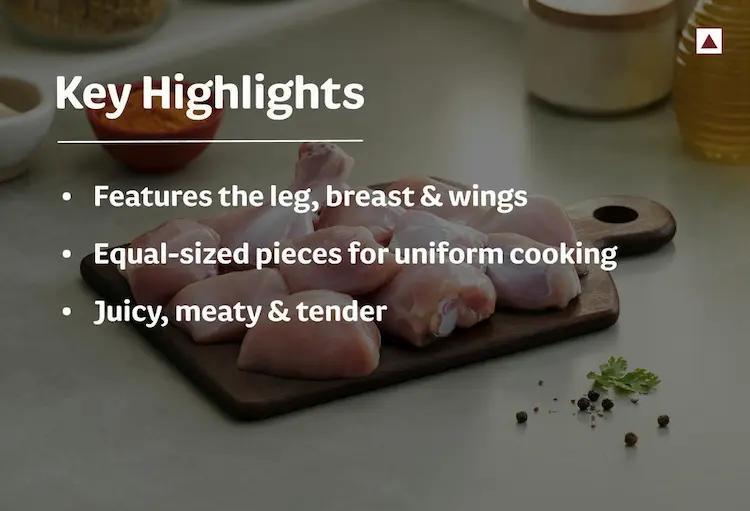 Key Highlights
• Features the leg, breast & wings
• Equal-sized pieces for uniform cooking
• Juicy, meaty & tender